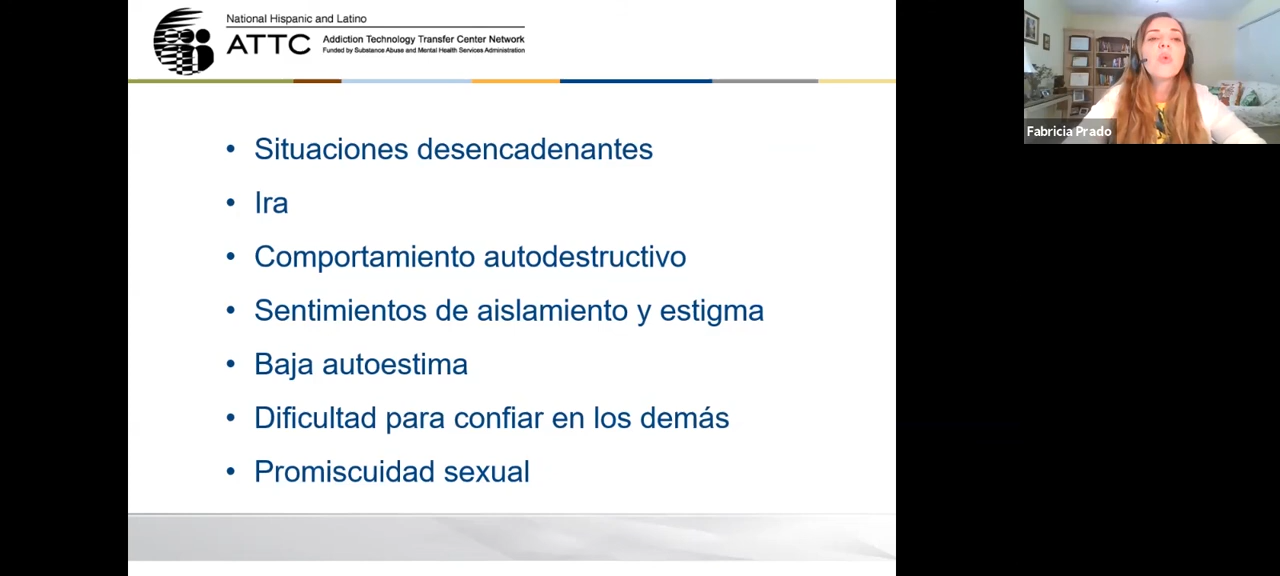 National Hispanic and Latino
ATTC
Addiction Technology Transfer Center Network
Funded by Substance Abuse and Mental Health Services Administration
• Situaciones desencadenantes
• Ira
• Comportamiento autodestructivo
• Sentimientos de aislamiento y estigma
• Baja autoestima
• Dificultad para confiar en los demás
• Promiscuidad sexual
Fabricia Prado